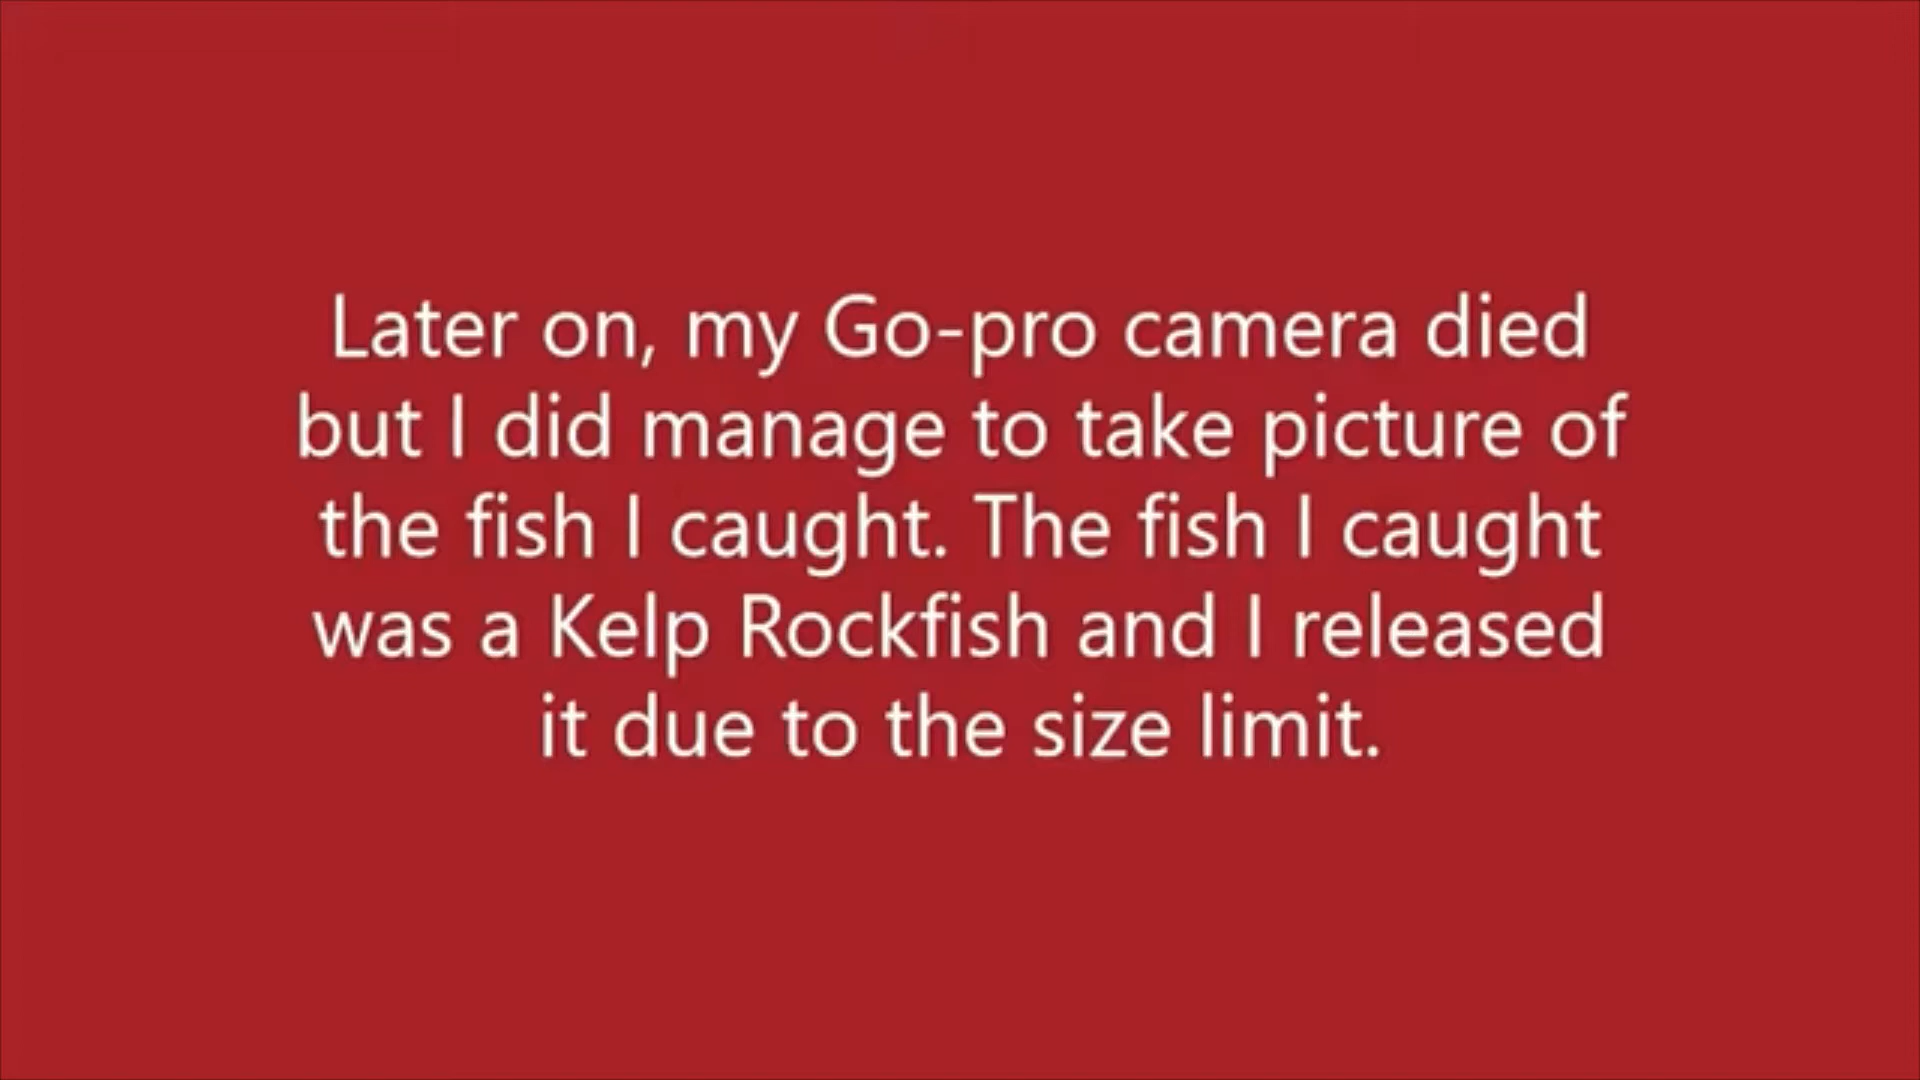 Later on, my Go-pro camera died
but I did manage to take picture of
the fish I caught. The fish I caught
was a Kelp Rockfish and I released
it due to the size limit.